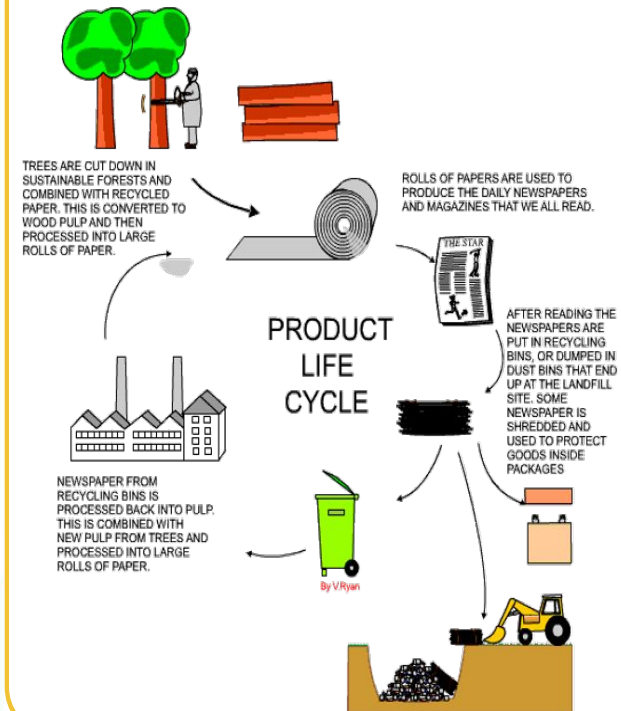 TREES ARE CUT DOWN IN
SUSTAINABLE FORESTS AND
COMBINED WITH RECYCLED
PAPER. THIS IS CONVERTED TO
WOOD PULP AND THEN
PROCESSED INTO LARGE
ROLLS OF PAPER.
ROLLS OF PAPERS ARE USED TO
PRODUCE THE DAILY NEWSPAPERS
AND MAGAZINES THAT WE ALL READ.
THE STAR
AFTER READING THE
NEWSPAPERS ARE
PUT IN RECYCLING
BINS, OR DUMPED IN
DUST BINS THAT END
UP AT THE LANDFILL
SITE. SOME
NEWSPAPER IS
SHREDDED AND
USED TO PROTECT
GOODS INSIDE
PACKAGES
PRODUCT
LIFE
CYCLE
NEWSPAPER FROM
RECYCLING BINS IS
PROCESSED BACK INTO PULP.
THIS IS COMBINED WITH
NEW PULP FROM TREES AND
PROCESSED INTO LARGE
ROLLS OF PAPER.
By V.Ryan